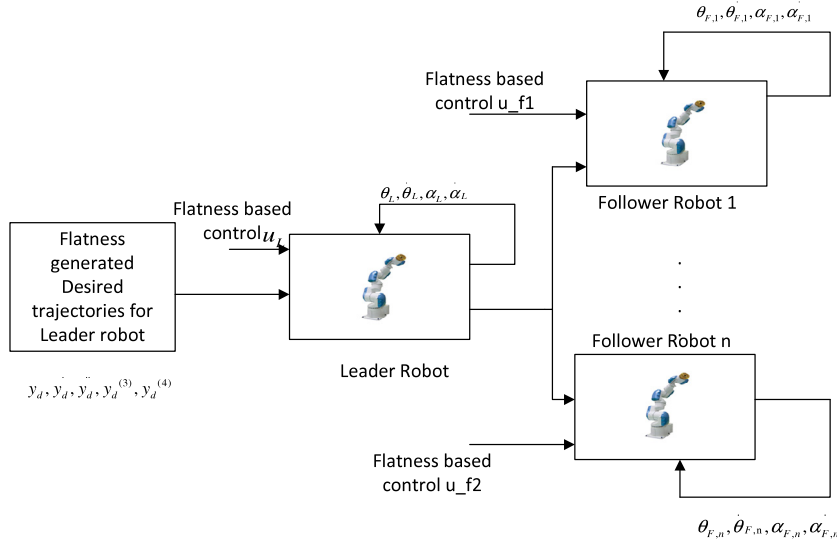 θ_{F,1}, θ̇_{F,1}, α_{F,1}, α̇_{F,1}
Flatness based
control u_f1
Follower Robot 1
θ_L, θ̇_L, α_L, α̇_L
Flatness based
control u_L
Flatness
generated
Desired
trajectories for
Leader robot
y_d, ẏ_d, ÿ_d, y_d^{(3)}, y_d^{(4)}
Leader Robot
.
.
.
Follower Robot n
Flatness based
control u_f2
θ_{F,n}, θ̇_{F,n}, α_{F,n}, α̇_{F,n}